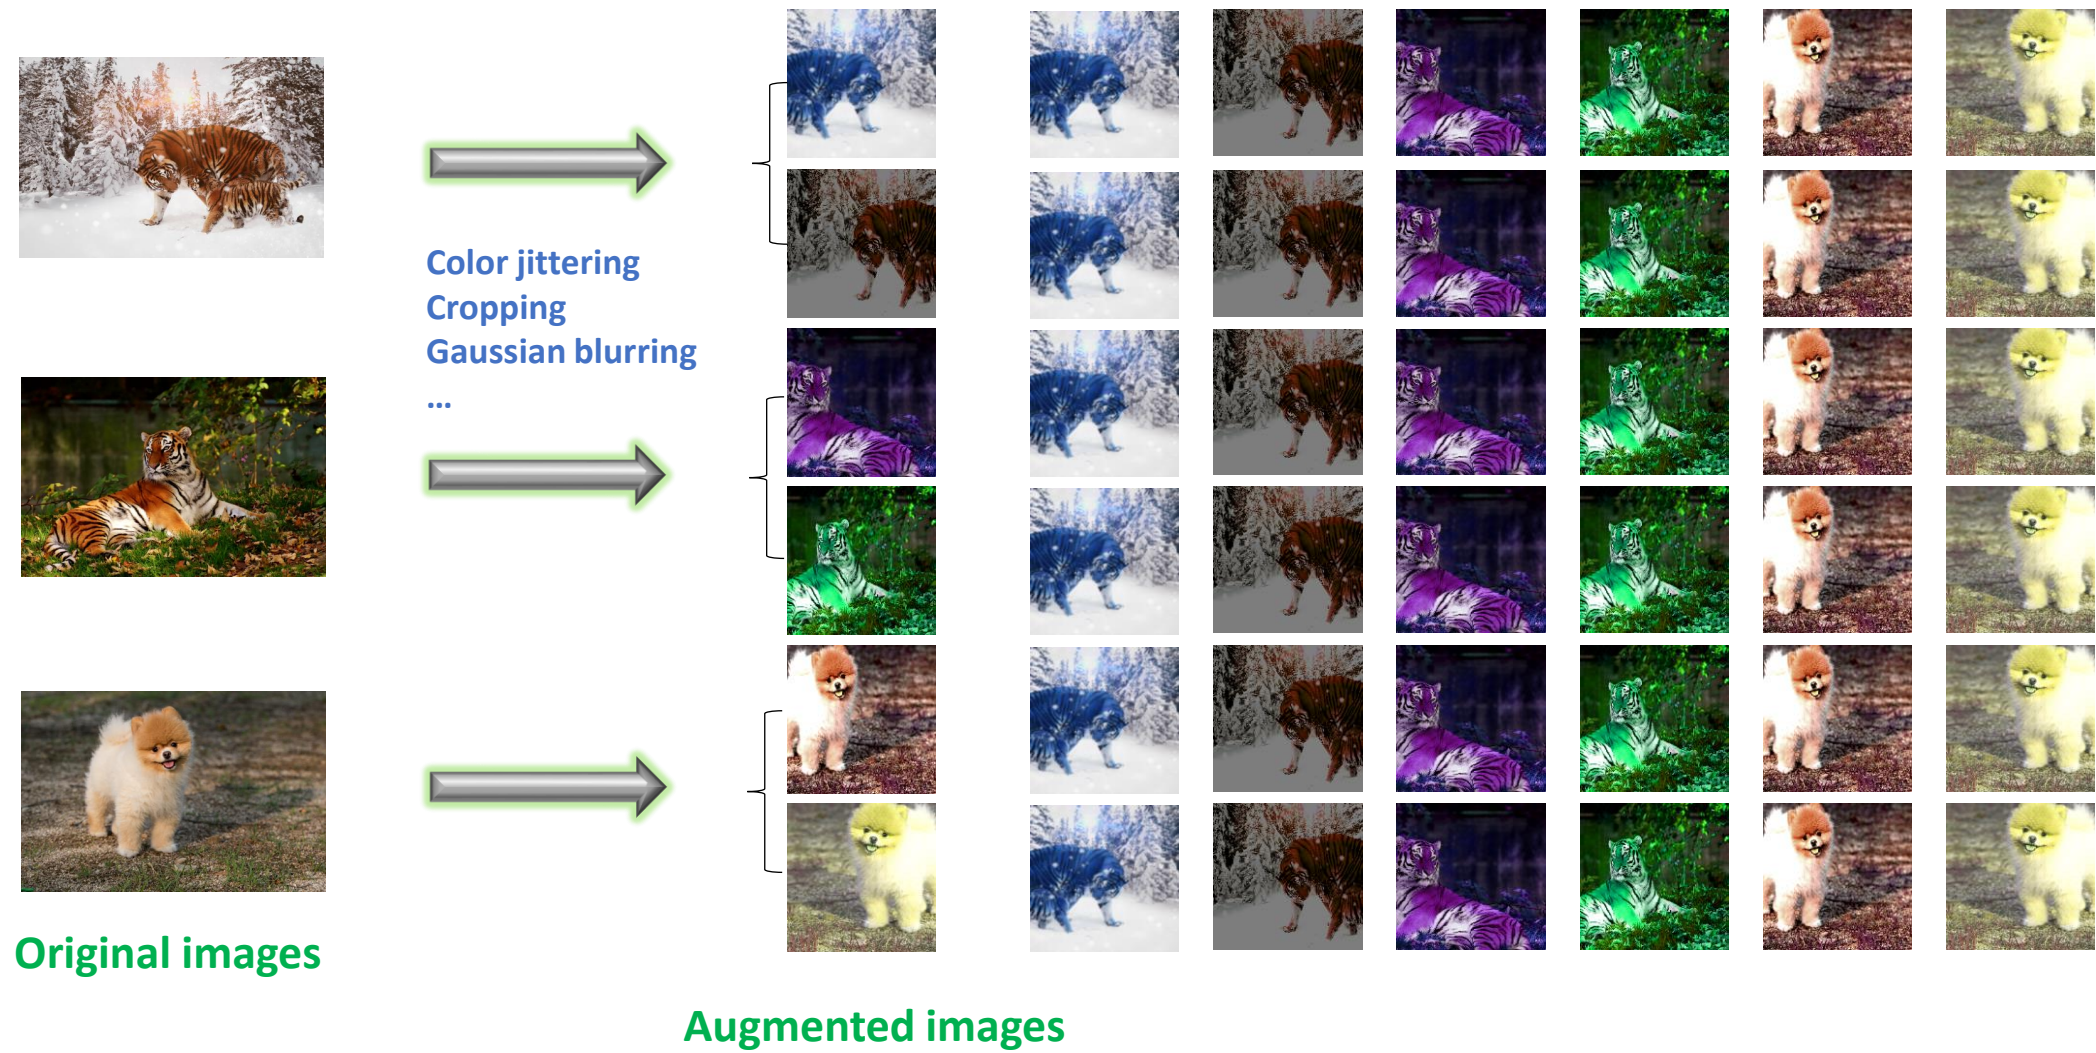 Color jittering
Cropping
Gaussian blurring
...
Original images
Augmented images